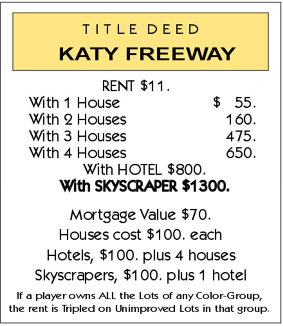 TITLE DEED
KATY FREEWAY
RENT $11.
With 1 House $ 55.
With 2 Houses 160.
With 3 Houses 475.
With 4 Houses 650.
With HOTEL $800.
With SKYSCRAPER $1300.
Mortgage Value $70.
Houses cost $100. each
Hotels, $100. plus 4 houses
Skyscrapers, $100. plus 1 hotel
If a player owns ALL the Lots of any Color-Group,
the rent is Tripled on Unimproved Lots in that group.